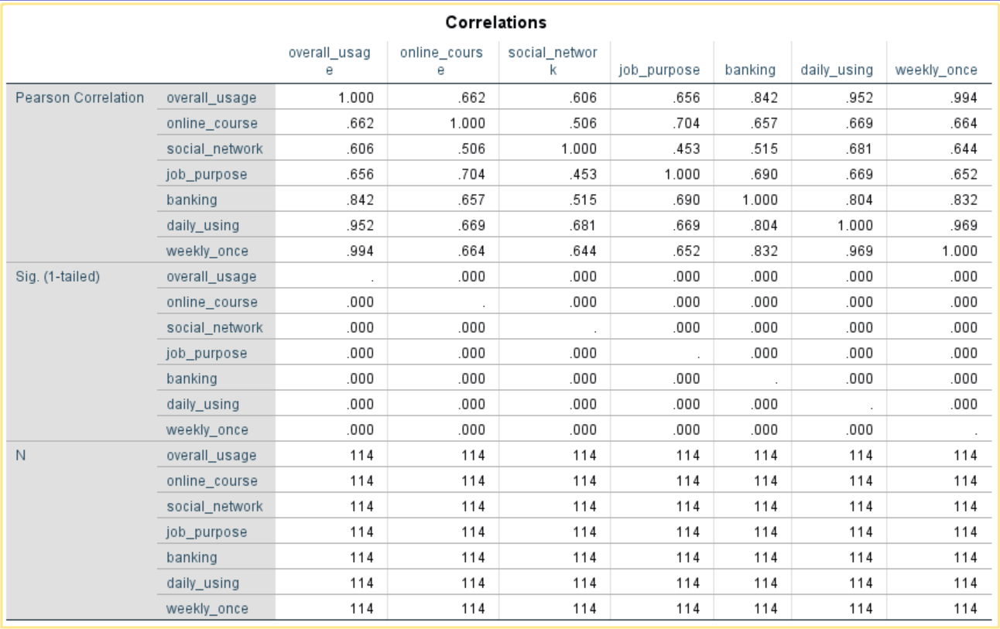 Correlations
overall_usag
e online_cours
e social_networ
k job_purpose banking daily_using weekly_once
Pearson Correlation overall_usage 1.000 .662 .606 .656 .842 .952 .994
online_course .662 1.000 .506 .704 .657 .669 .664
social_network .606 .506 1.000 .453 .515 .681 .644
job_purpose .656 .704 .453 1.000 .690 .669 .652
banking .842 .657 .515 .690 1.000 .804 .832
daily_using .952 .669 .681 .669 .804 1.000 .969
weekly_once .994 .664 .644 .652 .832 .969 1.000
Sig. (1-tailed) overall_usage . .000 .000 .000 .000 .000 .000
online_course .000 . .000 .000 .000 .000 .000
social_network .000 .000 . .000 .000 .000 .000
job_purpose .000 .000 .000 . .000 .000 .000
banking .000 .000 .000 .000 . .000 .000
daily_using .000 .000 .000 .000 .000 . .000
weekly_once .000 .000 .000 .000 .000 .000 .
N overall_usage 114 114 114 114 114 114 114
online_course 114 114 114 114 114 114 114
social_network 114 114 114 114 114 114 114
job_purpose 114 114 114 114 114 114 114
banking 114 114 114 114 114 114 114
daily_using 114 114 114 114 114 114 114
weekly_once 114 114 114 114 114 114 114